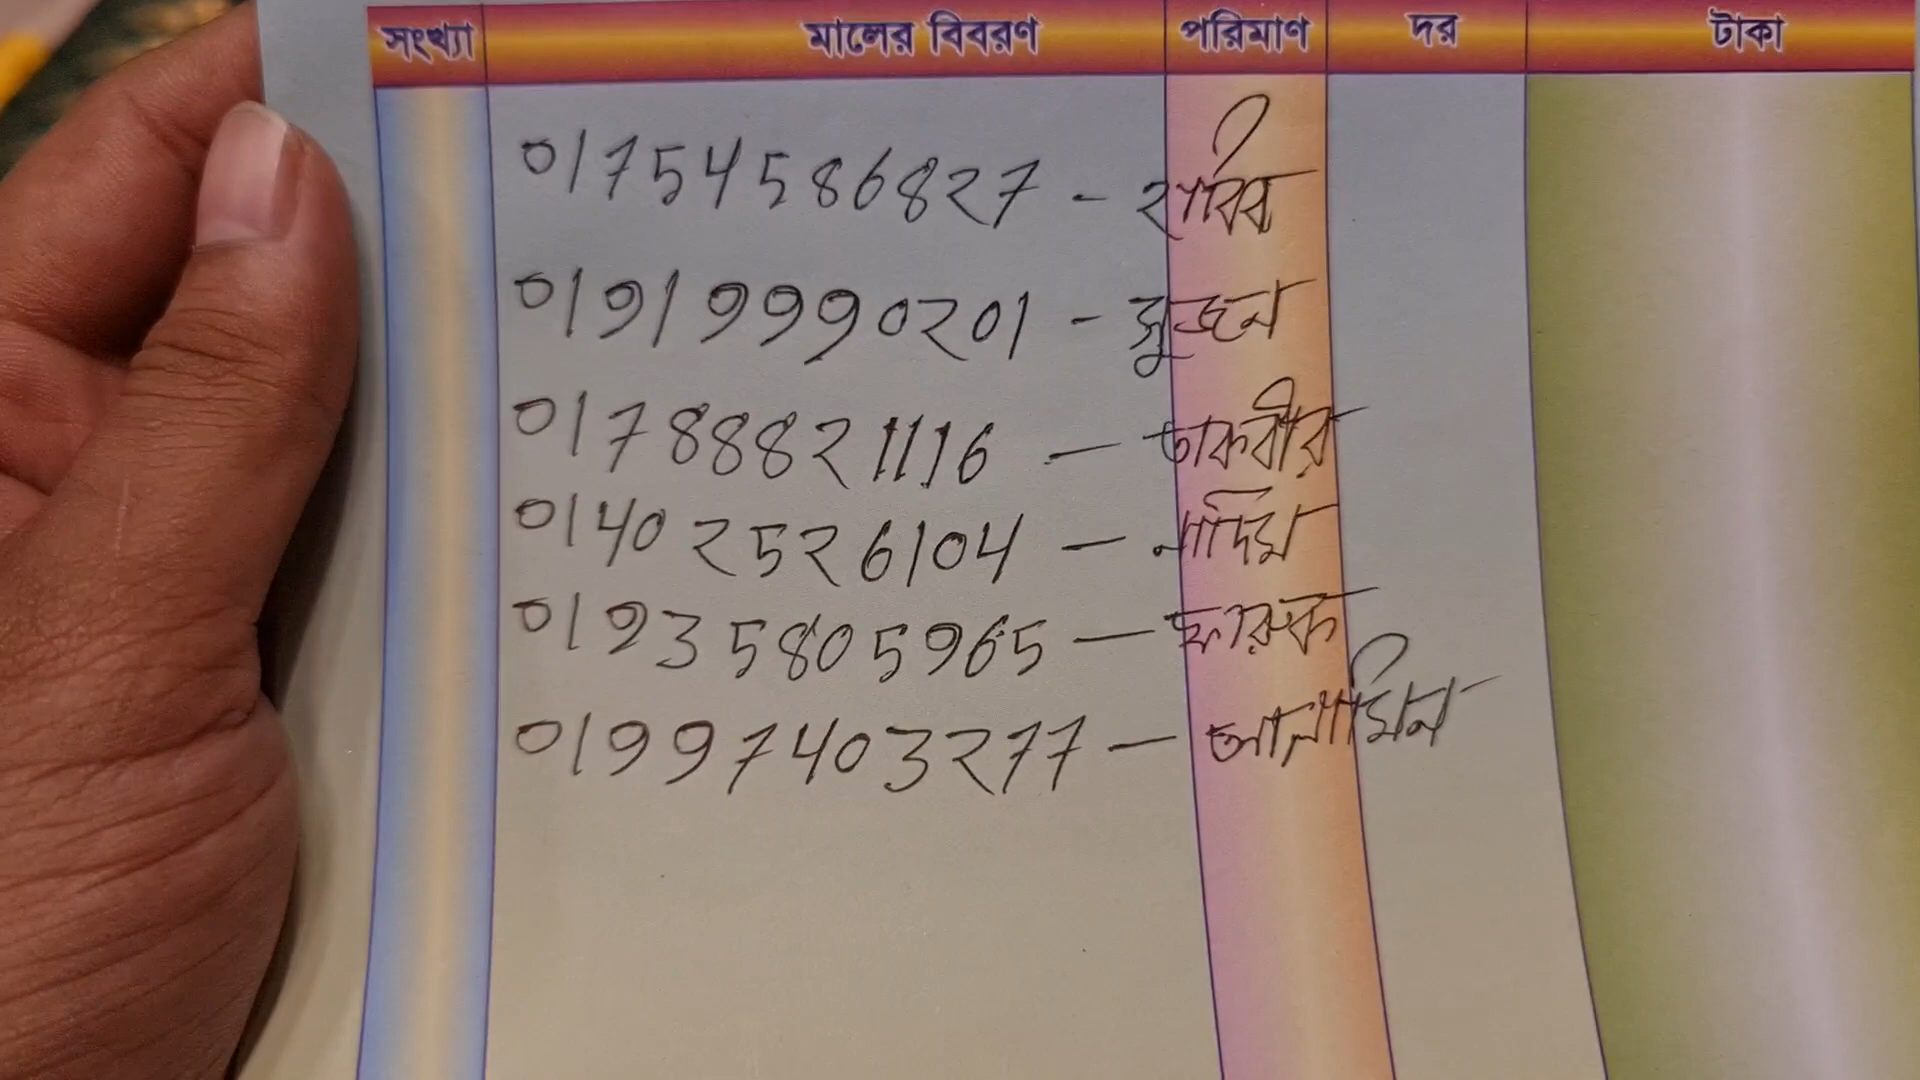 সংখ্যা মালের বিবরণ পরিমাণ দর টাকা
01754586827 - হাবিব
01919990201 - সুজন
01788821116 - তাকবীর
01402526104 - নাদিম
01935805965 - ফারুক
01997403277 - আলামিন